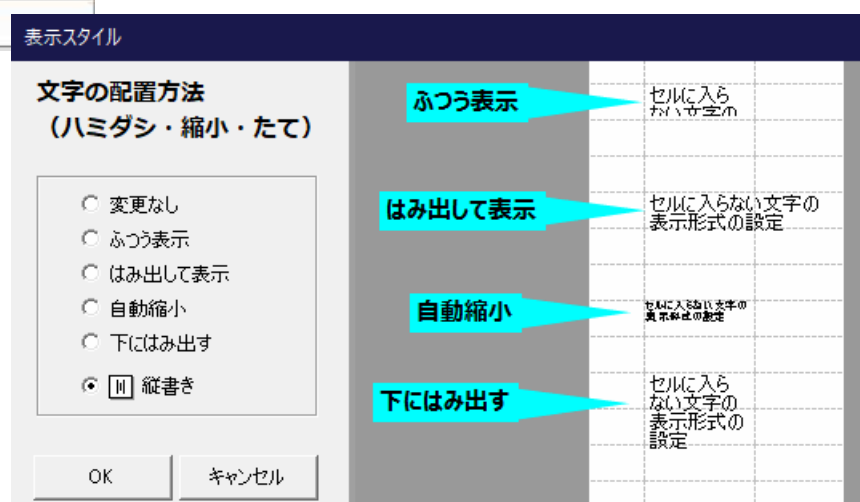 表示スタイル
文字の配置方法
（ハミダシ・縮小・たて）
変更なし
ふつう表示
はみ出して表示
自動縮小
下にはみ出す
縦書き
OK
キャンセル
ふつう表示
セルに入ら
ない文字の
はみ出して表示
セルに入らない文字の
表示形式の設定
自動縮小
セルに入らない文字の
表示形式の設定
下にはみ出す
セルに入ら
ない文字の
表示形式の
設定